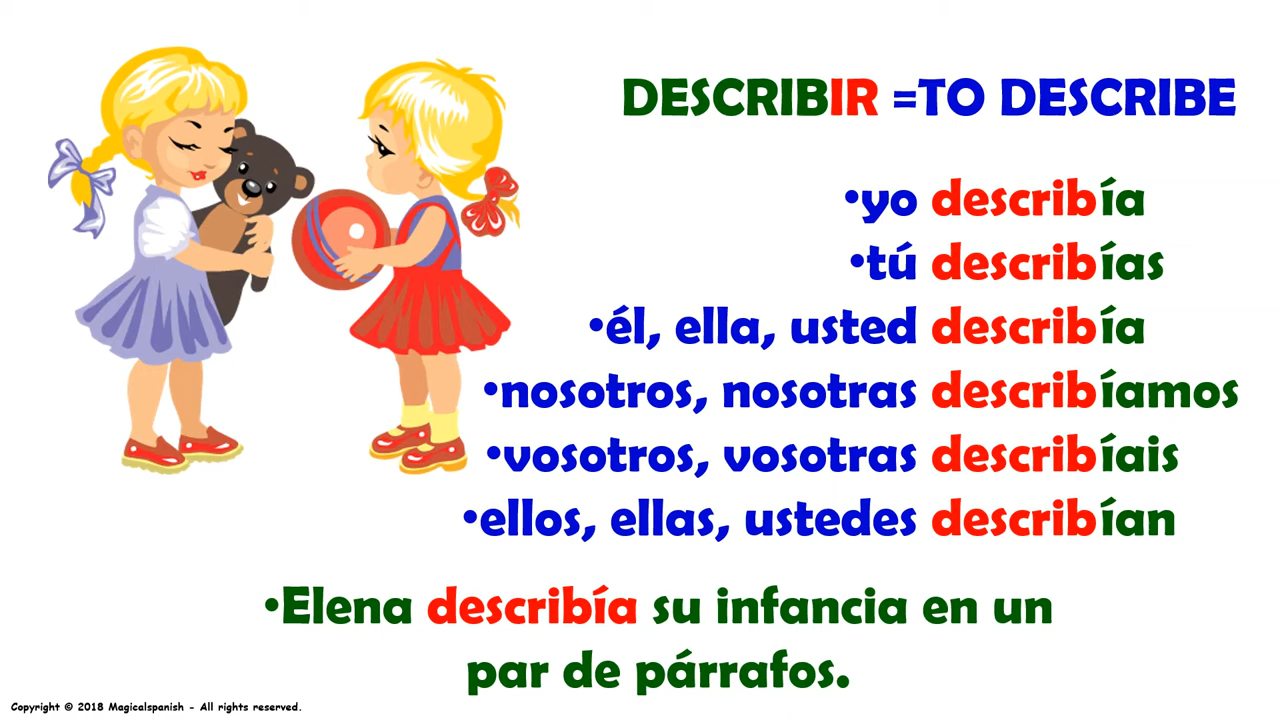 DESCRIBIR =TO DESCRIBE
•yo describía
•tú describías
•él, ella, usted describía
•nosotros, nosotras describíamos
•vosotros, vosotras describíais
•ellos, ellas, ustedes describían
•Elena describía su infancia en un
par de párrafos.
Copyright © 2018 Magicalspanish - All rights reserved.